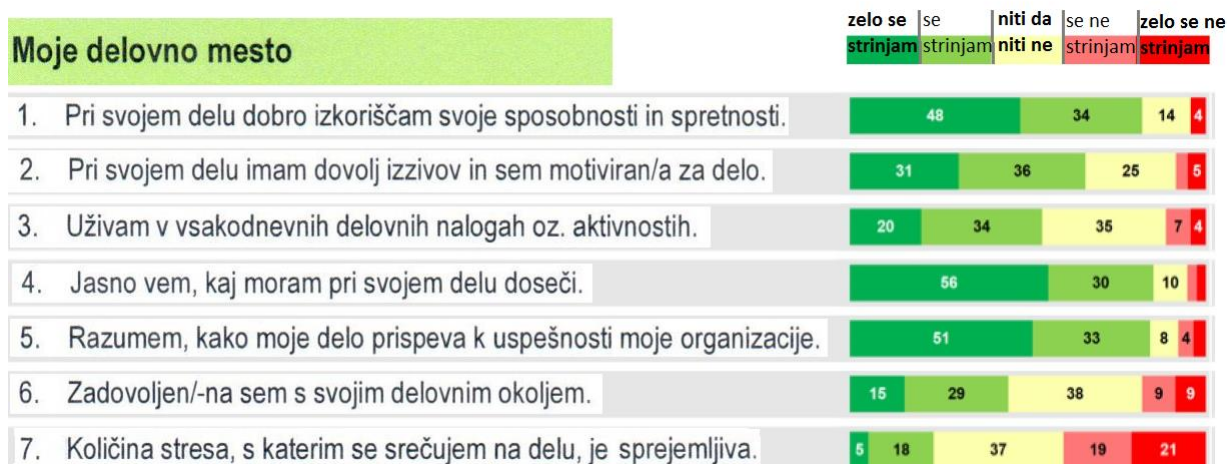 Moje delovno mesto
zelo se strinjam
se strinjam
niti da niti ne
se ne strinjam
zelo se ne strinjam
1. Pri svojem delu dobro izkoriščam svoje sposobnosti in spretnosti. 48 34 14 4
2. Pri svojem delu imam dovolj izzivov in sem motiviran/a za delo. 31 36 25 5
3. Uživam v vsakodnevnih delovnih nalogah oz. aktivnostih. 20 34 35 7 4
4. Jasno vem, kaj moram pri svojem delu doseči. 56 30 10
5. Razumem, kako moje delo prispeva k uspešnosti moje organizacije. 51 33 8 4
6. Zadovoljen/-na sem s svojim delovnim okoljem. 15 29 38 9 9
7. Količina stresa, s katerim se srečujem na delu, je sprejemljiva. 5 18 37 19 21